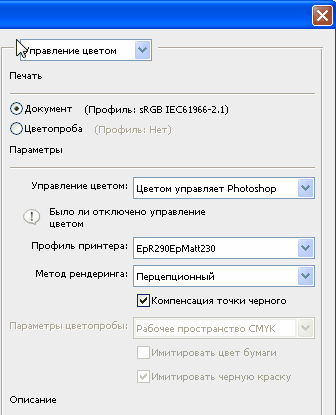 Управление цветом
Печать
Документ (Профиль: sRGB IEC61966-2.1)
Цветопроба (Профиль: Нет)
Параметры
Управление цветом: Цветом управляет Photoshop
Было ли отключено управление
цветом
Профиль принтера: EpR290EpMatt230
Метод рендеринга: Перцепционный
Компенсация точки черного
Параметры цветопробы: Рабочее пространство CMYK
Имитировать цвет бумаги
Имитировать черную краску
Описание